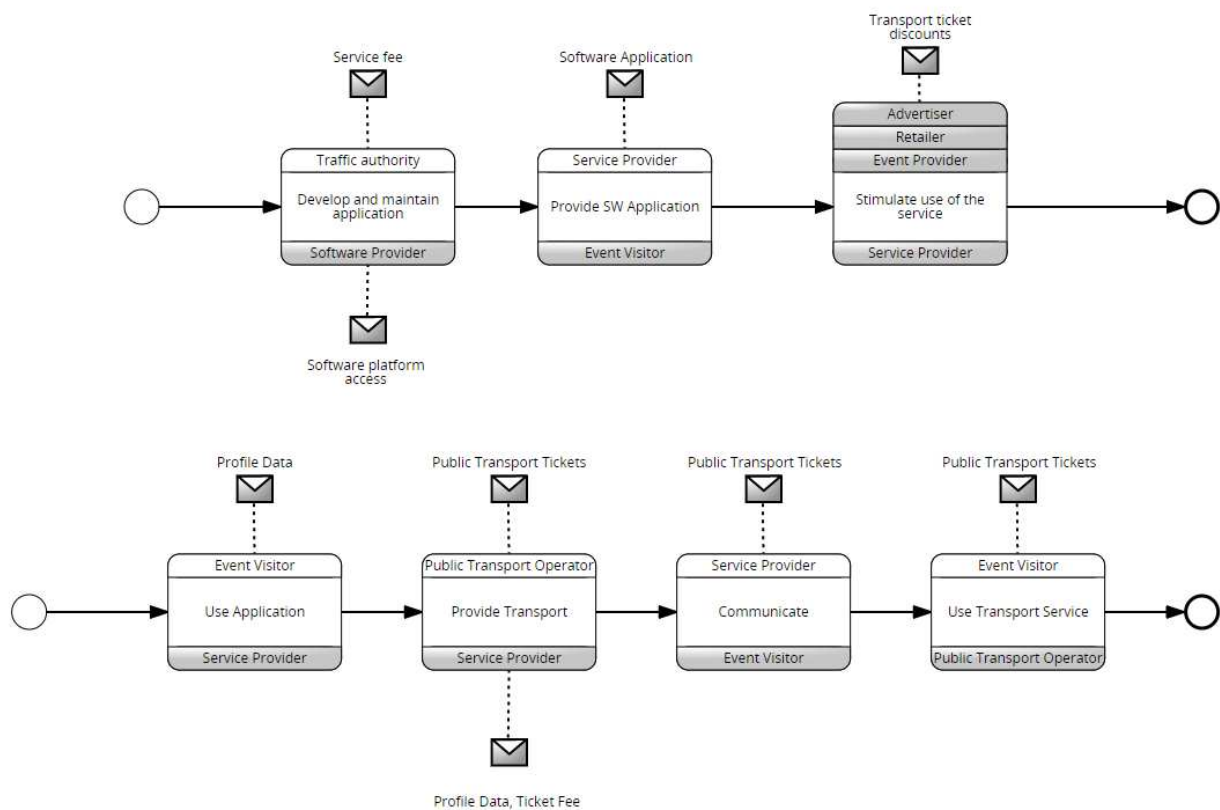 Transport ticket
discounts
Service fee
Software Application
Advertiser
Retailer
Traffic authority
Service Provider
Event Provider
Develop and maintain
application
Provide SW Application
Stimulate use of the
service
Software Provider
Event Visitor
Service Provider
Software platform
access
Profile Data
Public Transport Tickets
Public Transport Tickets
Public Transport Tickets
Event Visitor
Public Transport Operator
Service Provider
Event Visitor
Use Application
Provide Transport
Communicate
Use Transport Service
Service Provider
Service Provider
Event Visitor
Public Transport Operator
Profile Data, Ticket Fee